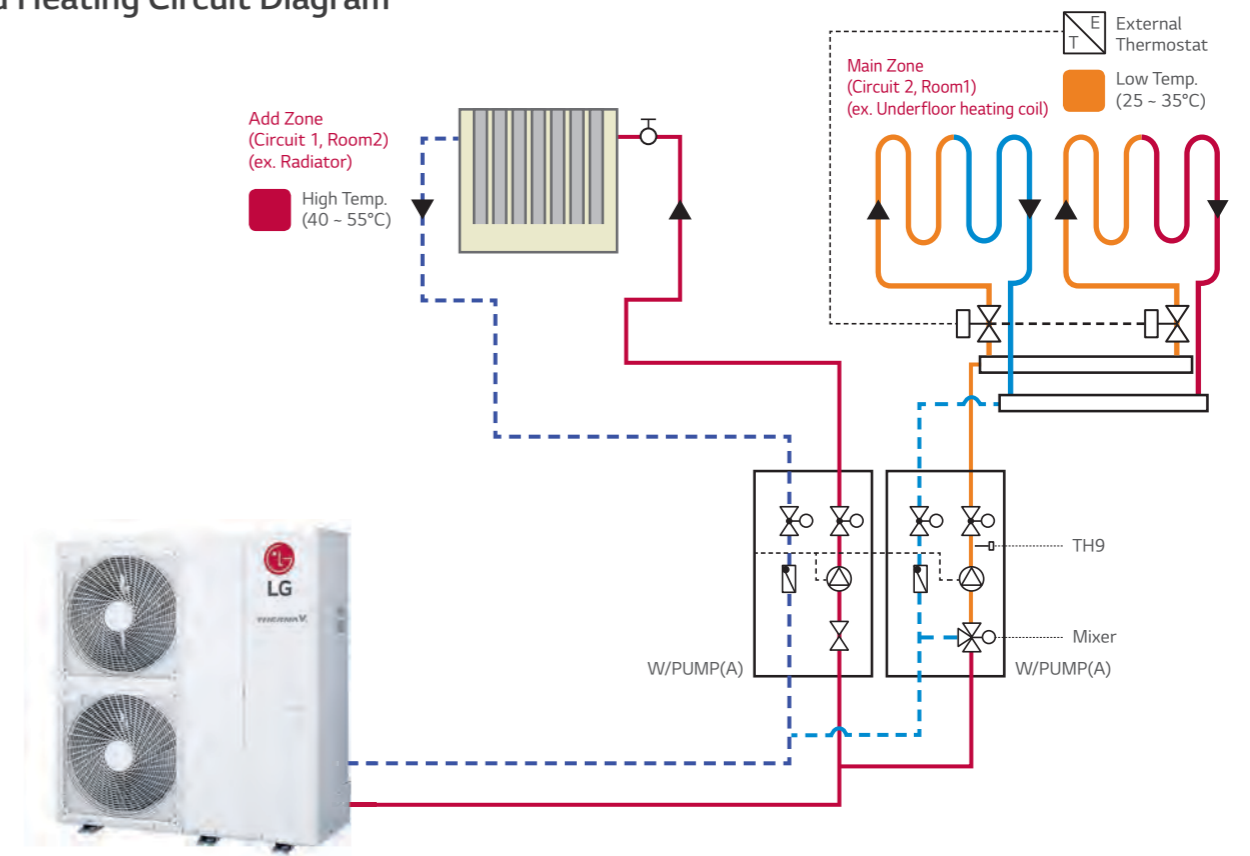 Heating Circuit Diagram
External
Thermostat
E
T
Main Zone
(Circuit 2, Room1)
(ex. Underfloor heating coil)
Low Temp.
(25 ~ 35°C)
Add Zone
(Circuit 1, Room2)
(ex. Radiator)
High Temp.
(40 ~ 55°C)
LG
THERMA V.
TH9
Mixer
W/PUMP(A)
W/PUMP(A)